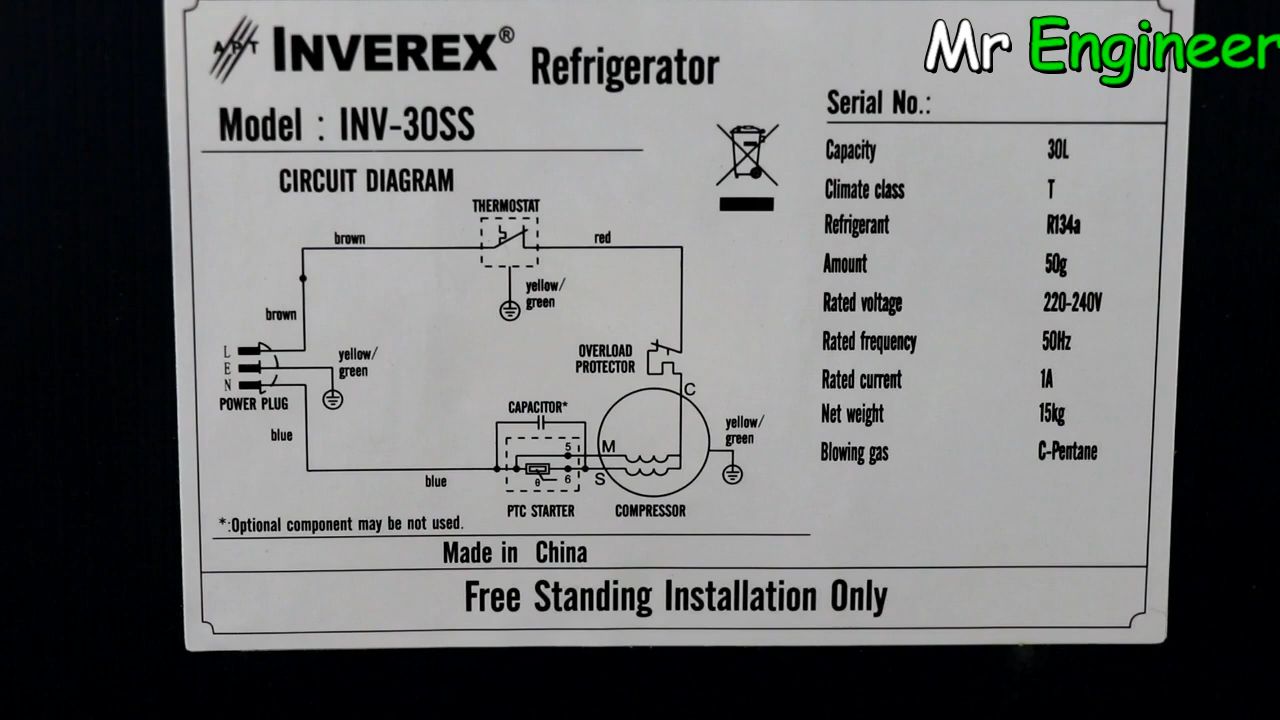 Mr Engineer
APT INVEREX® Refrigerator
Model : INV-30SS
CIRCUIT DIAGRAM
THERMOSTAT
brown
red
yellow/
green
brown
L
E
N
POWER PLUG
yellow/
green
OVERLOAD
PROTECTOR
C
CAPACITOR*
M
S
5
6
θ
yellow/
green
blue
blue
PTC STARTER
COMPRESSOR
*:Optional component may be not used.
Serial No.:
Capacity 30L
Climate class T
Refrigerant R134a
Amount 50g
Rated voltage 220-240V
Rated frequency 50Hz
Rated current 1A
Net weight 15kg
Blowing gas C-Pentane
Made in China
Free Standing Installation Only